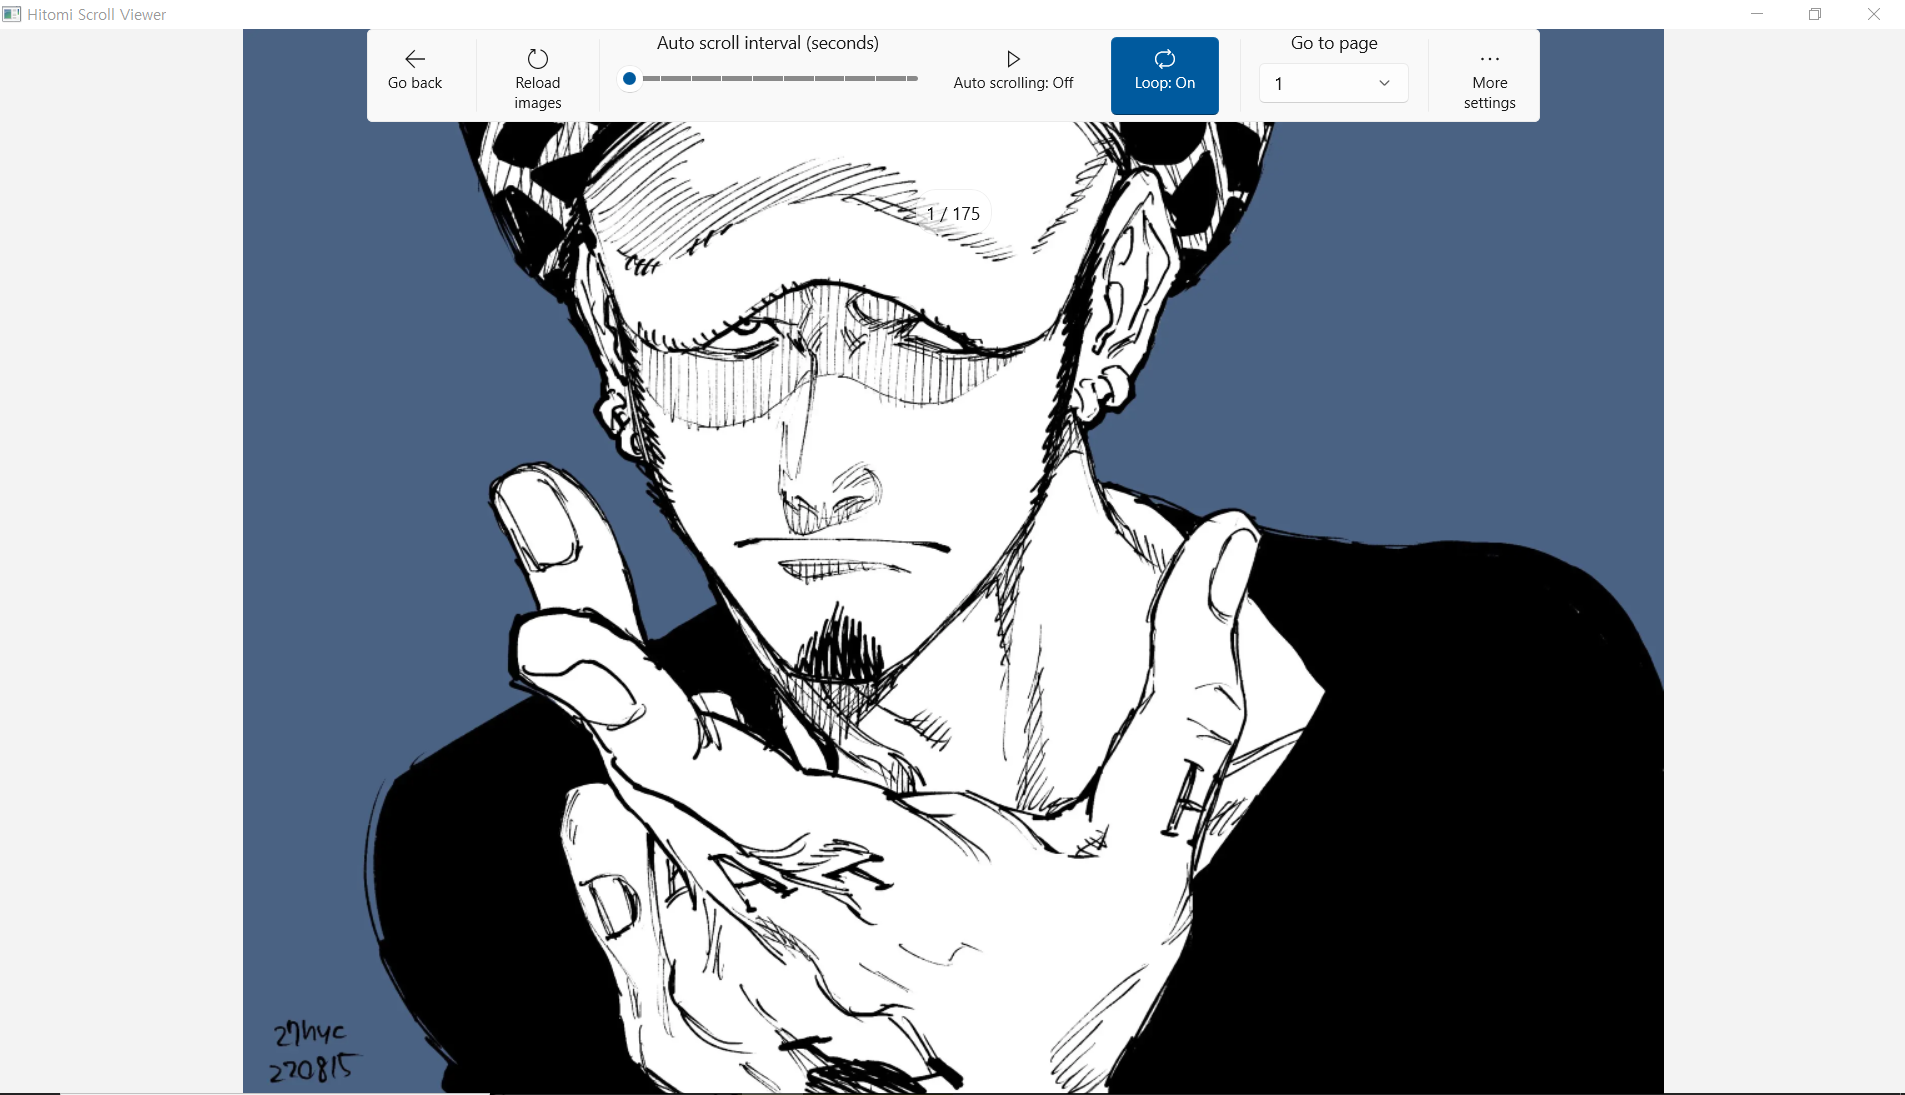 Hitomi Scroll Viewer
Go back
Reload
images
Auto scroll interval (seconds)
Auto scrolling: Off
Loop: On
Go to page
1
More
settings
1 / 175
H
T
A
E
D
27hyc
220815